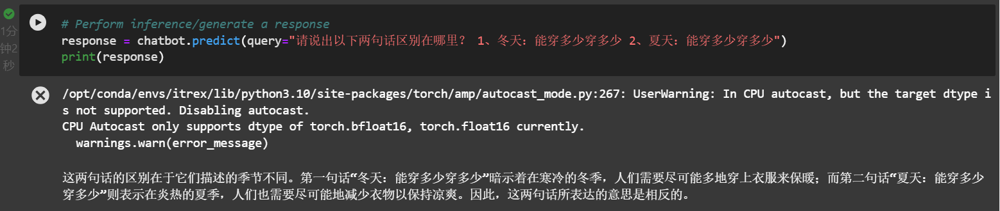 # Perform inference/generate a response
response = chatbot.predict(query="请说出以下两句话区别在哪里？ 1、冬天：能穿多少穿多少 2、夏天：能穿多少穿多少")
print(response)
1分
钟2
秒
/opt/conda/envs/itrex/lib/python3.10/site-packages/torch/amp/autocast_mode.py:267: UserWarning: In CPU autocast, but the target dtype i
s not supported. Disabling autocast.
CPU Autocast only supports dtype of torch.bfloat16, torch.float16 currently.
  warnings.warn(error_message)
这两句话的区别在于它们描述的季节不同。第一句话“冬天：能穿多少穿多少”暗示着在寒冷的冬季，人们需要尽可能多地穿上衣服来保暖；而第二句话“夏天：能穿多少
穿多少”则表示在炎热的夏季，人们也需要尽可能地减少衣物以保持凉爽。因此，这两句话所表达的意思是相反的。